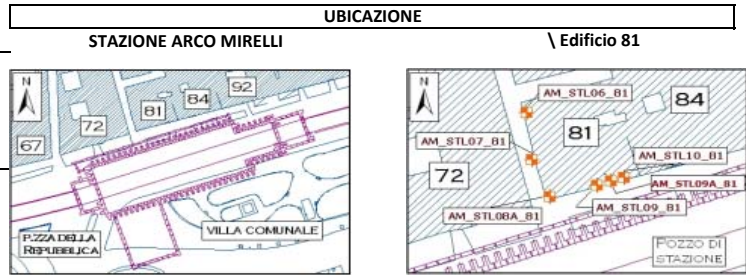 UBICAZIONE
STAZIONE ARCO MIRELLI
\ Edificio 81
N
67
72
81
84
92
P.ZZA DELLA
REPUBBLICA
VILLA COMUNALE
N
AM_STL06_81
84
81
AM_STL07_81
72
AM_STL10_81
AM_STL09A_81
AM_STL08A_81
AM_STL09_81
POZZO DI
STAZIONE